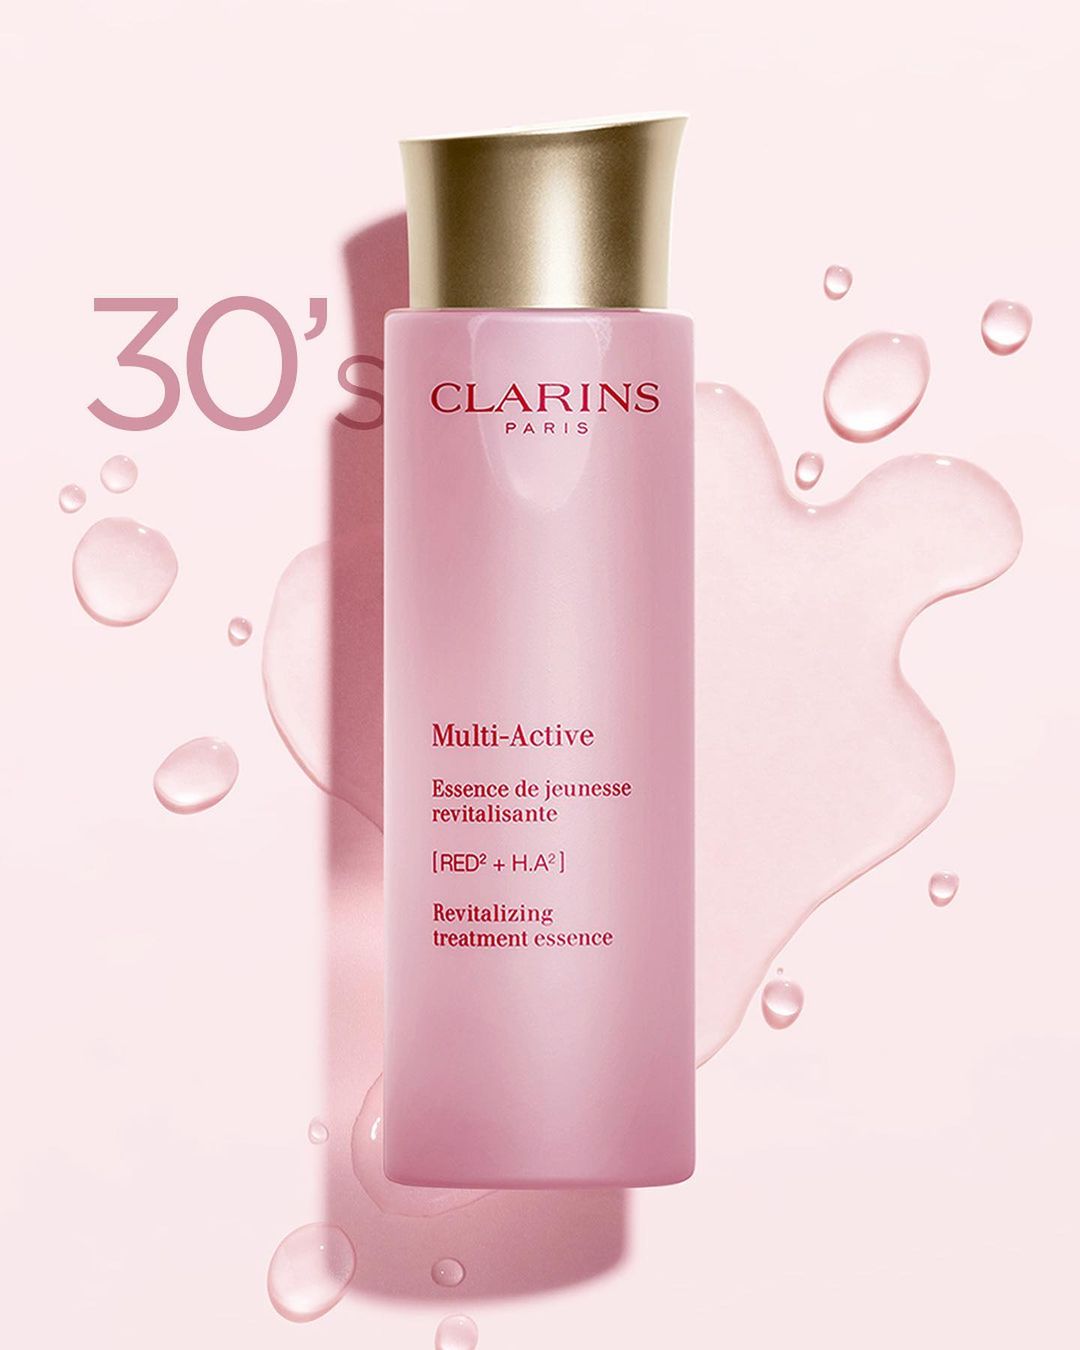 30's
CLARINS
PARIS
Multi-Active
Essence de jeunesse
revitalisante
[RED² + H.A²]
Revitalizing
treatment essence